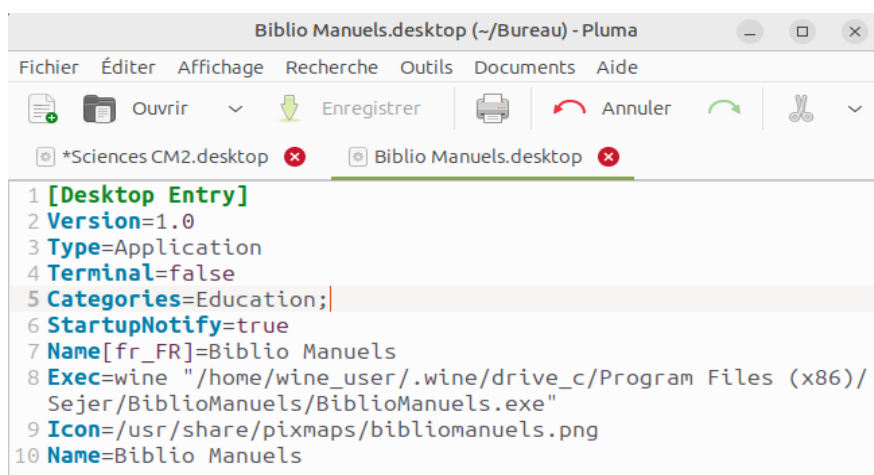 Biblio Manuels.desktop (~/Bureau) - Pluma
Fichier Éditer Affichage Recherche Outils Documents Aide
Ouvrir Enregistrer Annuler
*Sciences CM2.desktop Biblio Manuels.desktop
1 [Desktop Entry]
2 Version=1.0
3 Type=Application
4 Terminal=false
5 Categories=Education;
6 StartupNotify=true
7 Name[fr_FR]=Biblio Manuels
8 Exec=wine "/home/wine_user/.wine/drive_c/Program Files (x86)/
Sejer/BiblioManuels/BiblioManuels.exe"
9 Icon=/usr/share/pixmaps/bibliomanuels.png
10 Name=Biblio Manuels